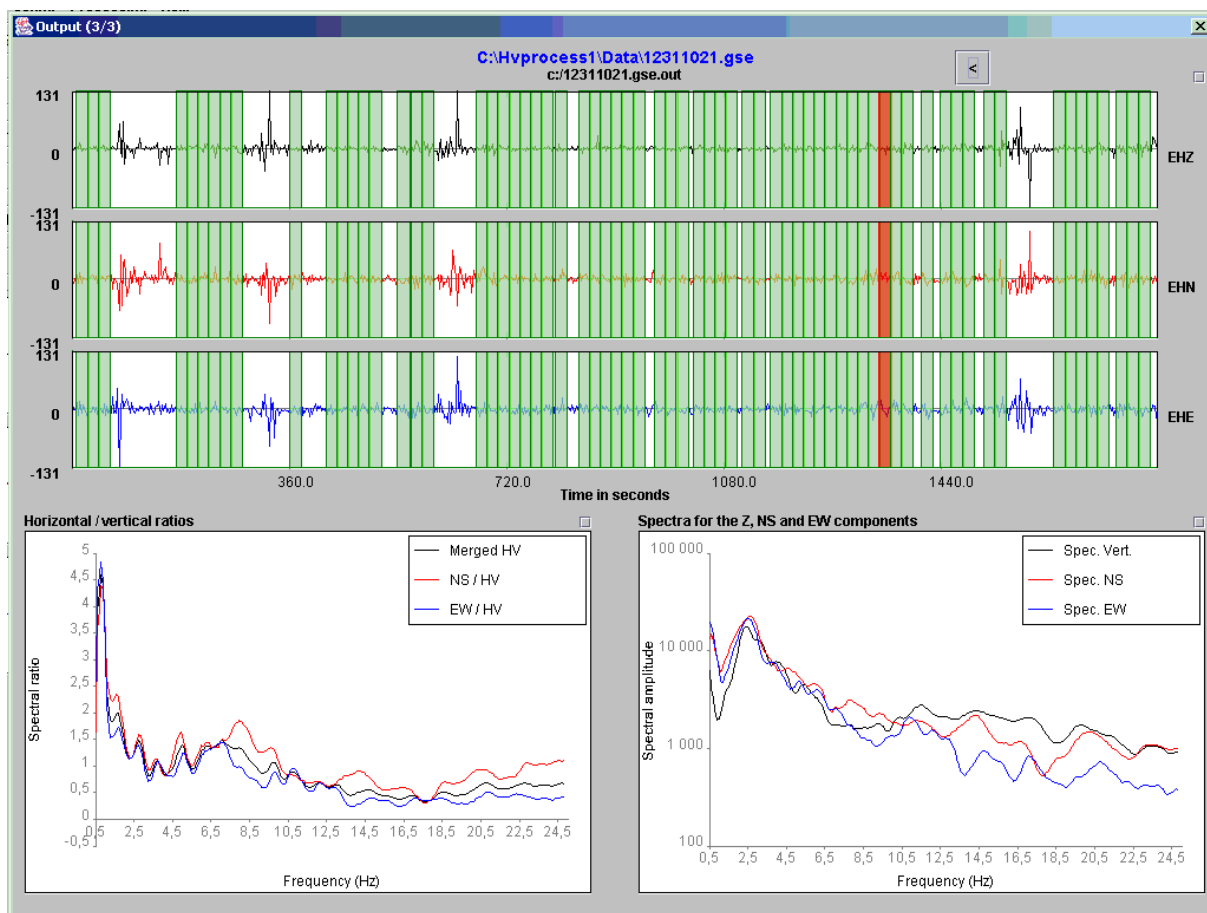 Output (3/3)
C:\Hvprocess1\Data\12311021.gse
c:/12311021.gse.out
<
131
0
-131
EHZ
131
0
-131
EHN
131
0
-131
EHE
360.0
720.0
1080.0
1440.0
Time in seconds
Horizontal / vertical ratios
Merged HV
NS / HV
EW / HV
Spectral ratio
5
4,5
4
3,5
3
2,5
2
1,5
1
0,5
0
-0,5
0,5
2,5
4,5
6,5
8,5
10,5
12,5
14,5
16,5
18,5
20,5
22,5
24,5
Frequency (Hz)
Spectra for the Z, NS and EW components
Spec. Vert.
Spec. NS
Spec. EW
Spectral amplitude
100 000
10 000
1 000
100
0,5
2,5
4,5
6,5
8,5
10,5
12,5
14,5
16,5
18,5
20,5
22,5
24,5
Frequency (Hz)